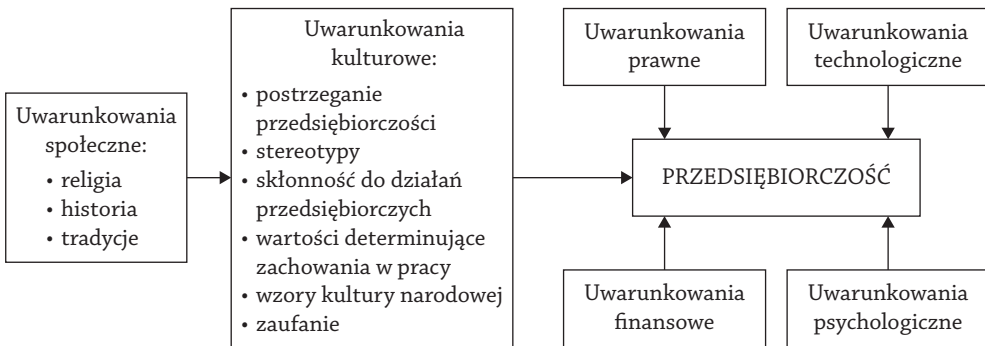 Uwarunkowania
społeczne:
• religia
• historia
• tradycje
Uwarunkowania
kulturowe:
• postrzeganie
przedsiębiorczości
• stereotypy
• skłonność do działań
przedsiębiorczych
• wartości determinujące
zachowania w pracy
• wzory kultury narodowej
• zaufanie
Uwarunkowania
prawne
Uwarunkowania
technologiczne
PRZEDSIĘBIORCZOŚĆ
Uwarunkowania
finansowe
Uwarunkowania
psychologiczne